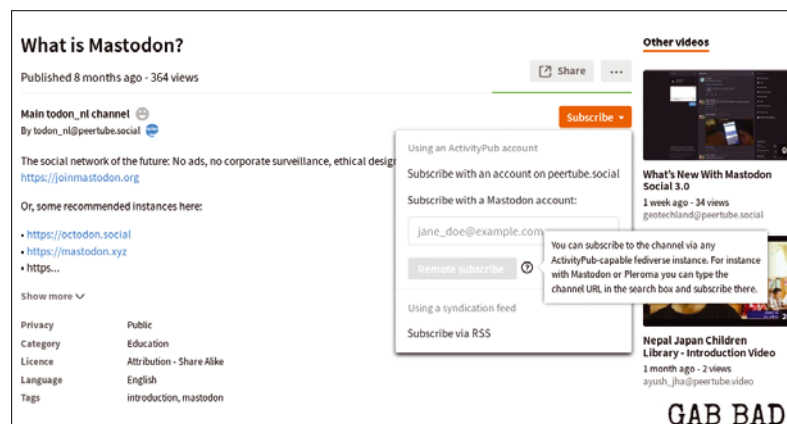 What is Mastodon?
Published 8 months ago - 364 views
Share
...
Main todon_nl channel
By todon_nl@peertube.social
Subscribe
The social network of the future: No ads, no corporate surveillance, ethical desig
https://joinmastodon.org
Or, some recommended instances here:
• https://octodon.social
• https://mastodon.xyz
• https...
Show more
Privacy Public
Category Education
Licence Attribution - Share Alike
Language English
Tags introduction, mastodon
Using an ActivityPub account
Subscribe with an account on peertube.social
Subscribe with a Mastodon account:
jane_doe@example.com
Remote subscribe
You can subscribe to the channel via any
ActivityPub-capable fediverse instance. For instance
with Mastodon or Pleroma you can type the
channel URL in the search box and subscribe there.
Using a syndication feed
Subscribe via RSS
Other videos
What's New With Mastodon
Social 3.0
1 week ago - 34 views
geotechland@peertube.social
Nepal Japan Children
Library - Introduction Video
1 month ago - 2 views
ayush_jha@peertube.video
GAB BAD